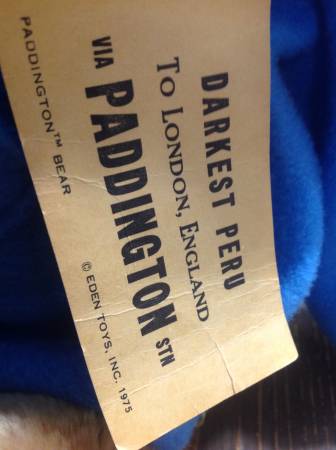 DARKEST PERU
TO LONDON, ENGLAND
VIA PADDINGTON STN
PADDINGTON™ BEAR
© EDEN TOYS, INC. 1975